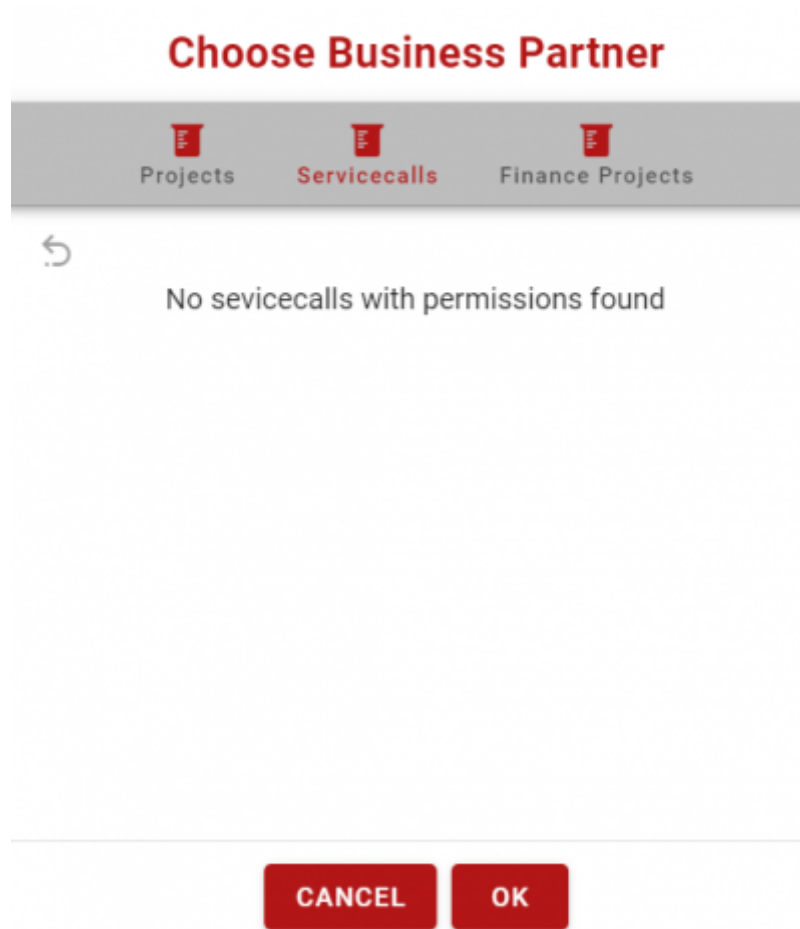 Choose Business Partner
Projects Servicecalls Finance Projects
No sevicecalls with permissions found
CANCEL OK